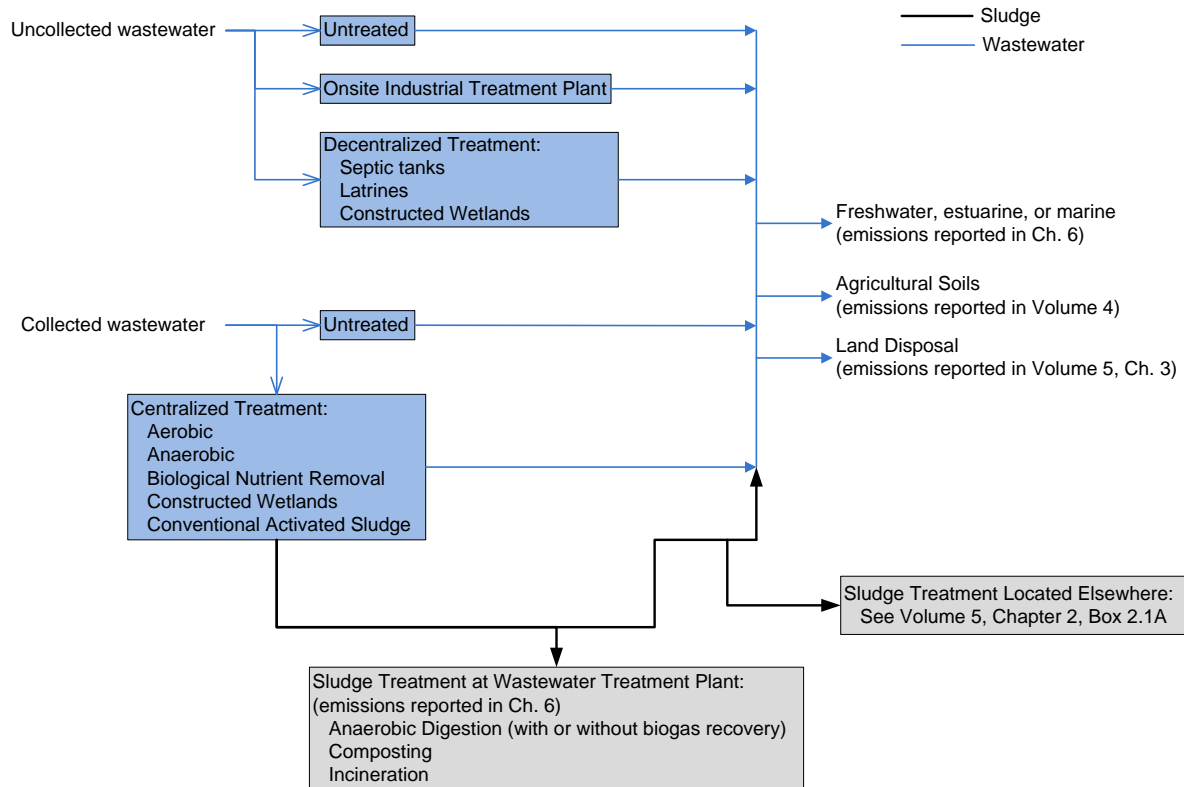 Sludge
Wastewater
Uncollected wastewater
Untreated
Onsite Industrial Treatment Plant
Decentralized Treatment:
Septic tanks
Latrines
Constructed Wetlands
Freshwater, estuarine, or marine
(emissions reported in Ch. 6)
Agricultural Soils
(emissions reported in Volume 4)
Collected wastewater
Untreated
Land Disposal
(emissions reported in Volume 5, Ch. 3)
Centralized Treatment:
Aerobic
Anaerobic
Biological Nutrient Removal
Constructed Wetlands
Conventional Activated Sludge
Sludge Treatment Located Elsewhere:
See Volume 5, Chapter 2, Box 2.1A
Sludge Treatment at Wastewater Treatment Plant:
(emissions reported in Ch. 6)
Anaerobic Digestion (with or without biogas recovery)
Composting
Incineration